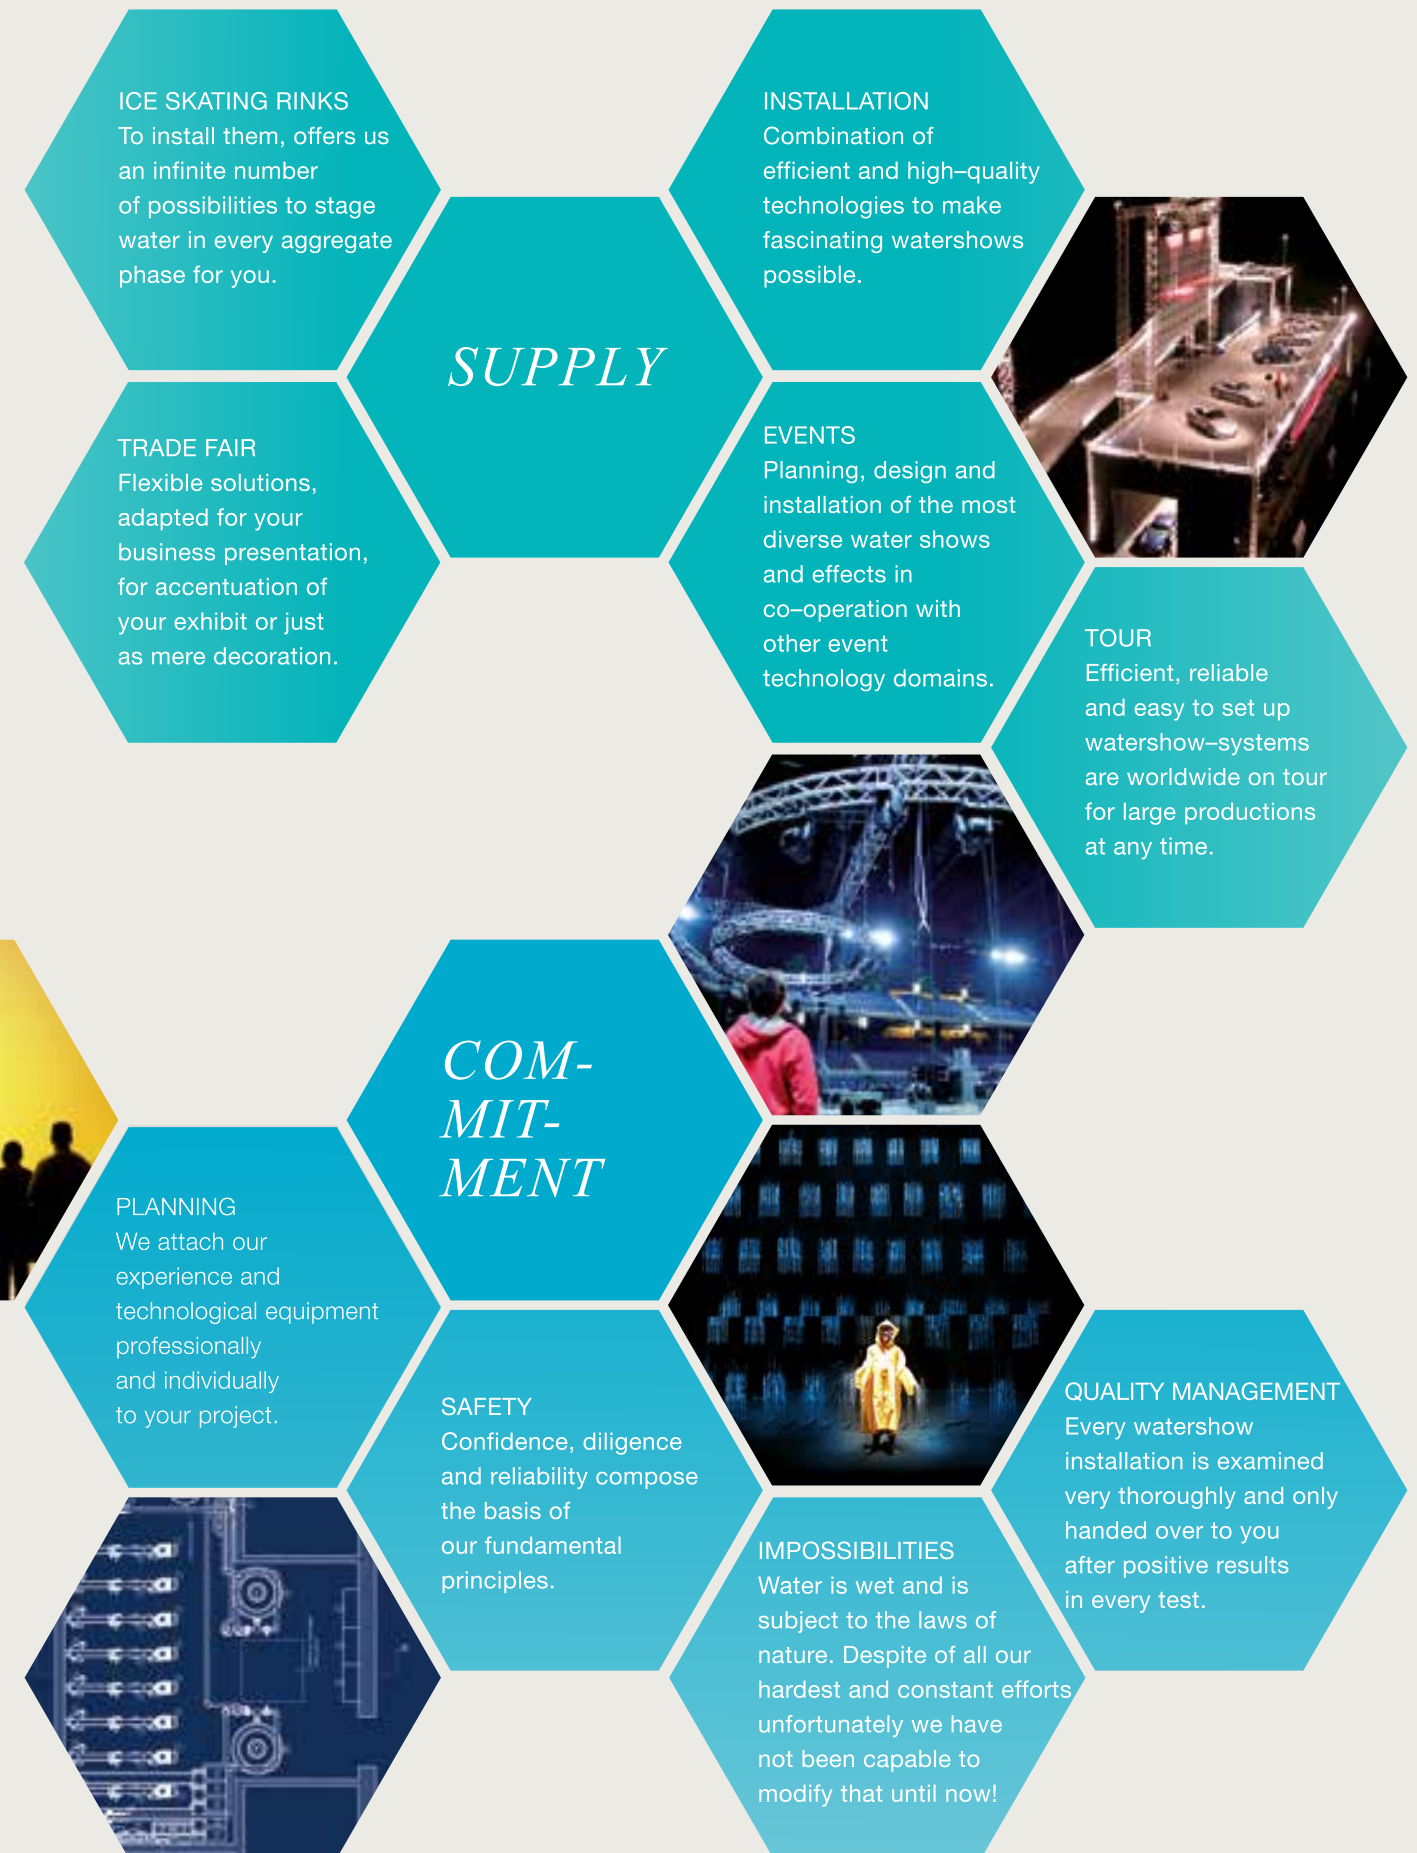 ICE SKATING RINKS
To install them, offers us
an infinite number
of possibilities to stage
water in every aggregate
phase for you.
INSTALLATION
Combination of
efficient and high–quality
technologies to make
fascinating watershows
possible.
SUPPLY
TRADE FAIR
Flexible solutions,
adapted for your
business presentation,
for accentuation of
your exhibit or just
as mere decoration.
EVENTS
Planning, design and
installation of the most
diverse water shows
and effects in
co–operation with
other event
technology domains.
TOUR
Efficient, reliable
and easy to set up
watershow–systems
are worldwide on tour
for large productions
at any time.
COM-
MIT-
MENT
PLANNING
We attach our
experience and
technological equipment
professionally
and individually
to your project.
SAFETY
Confidence, diligence
and reliability compose
the basis of
our fundamental
principles.
QUALITY MANAGEMENT
Every watershow
installation is examined
very thoroughly and only
handed over to you
after positive results
in every test.
IMPOSSIBILITIES
Water is wet and is
subject to the laws of
nature. Despite of all our
hardest and constant efforts
unfortunately we have
not been capable to
modify that until now!